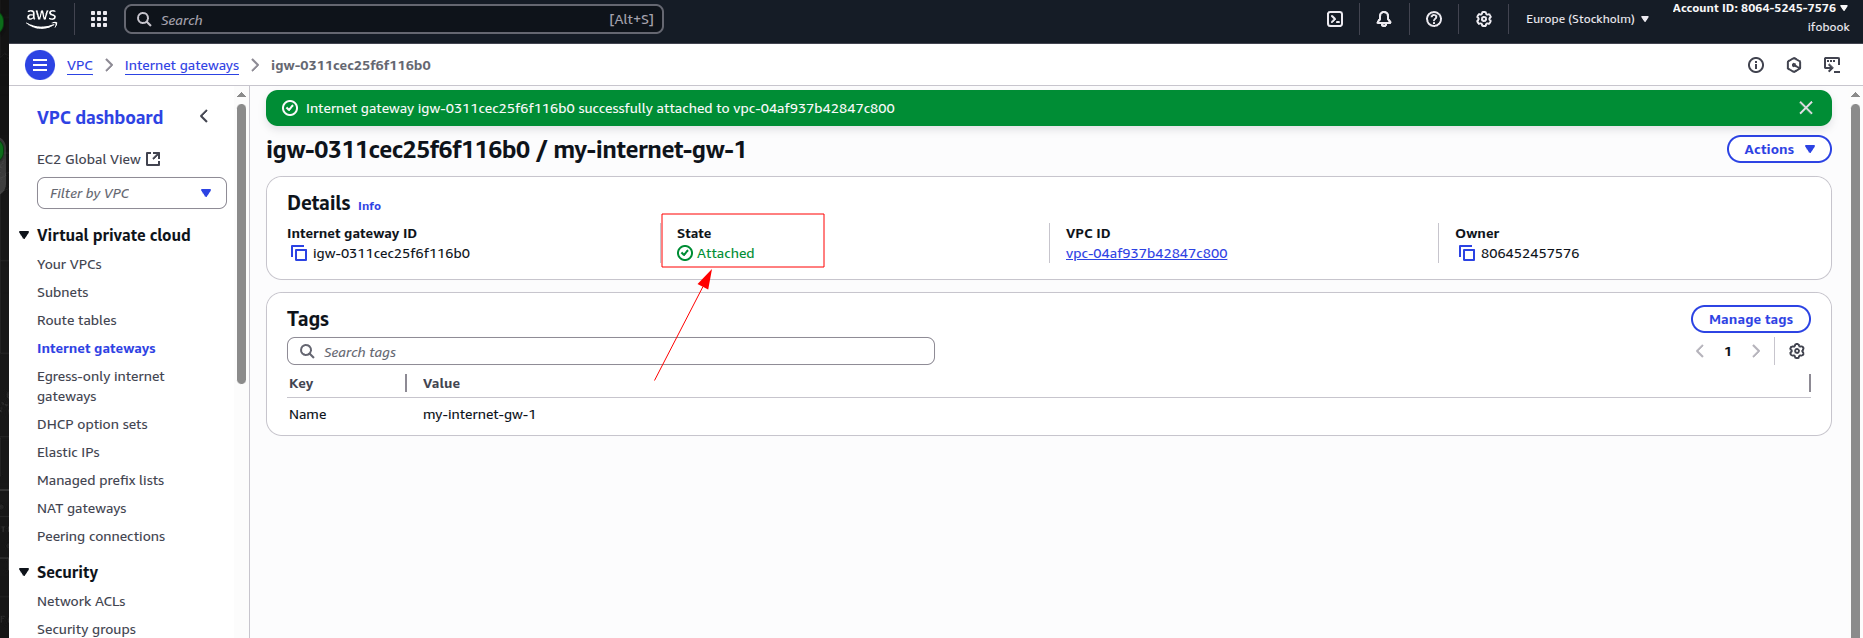 aws
Search
[Alt+S]
Europe (Stockholm)
Account ID: 8064-5245-7576
ifobook
VPC
Internet gateways
igw-0311cec25f6f116b0
VPC dashboard
EC2 Global View
Filter by VPC
Virtual private cloud
Your VPCs
Subnets
Route tables
Internet gateways
Egress-only internet
gateways
DHCP option sets
Elastic IPs
Managed prefix lists
NAT gateways
Peering connections
Security
Network ACLs
Security groups
Internet gateway igw-0311cec25f6f116b0 successfully attached to vpc-04af937b42847c800
igw-0311cec25f6f116b0 / my-internet-gw-1
Actions
Details Info
Internet gateway ID
igw-0311cec25f6f116b0
State
Attached
VPC ID
vpc-04af937b42847c800
Owner
806452457576
Tags
Manage tags
Search tags
1
Key
Value
Name
my-internet-gw-1